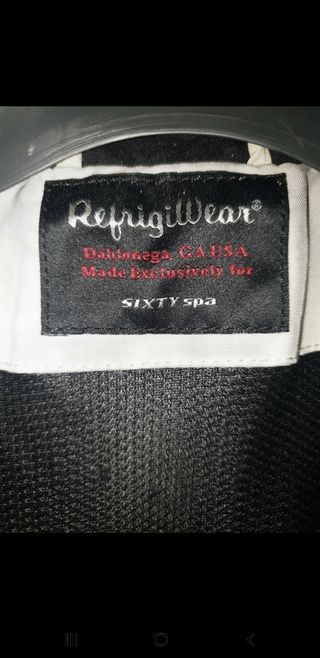 RefrigiWear®
Dahlonega, GA USA
Made Exclusively for
SIXTY spa